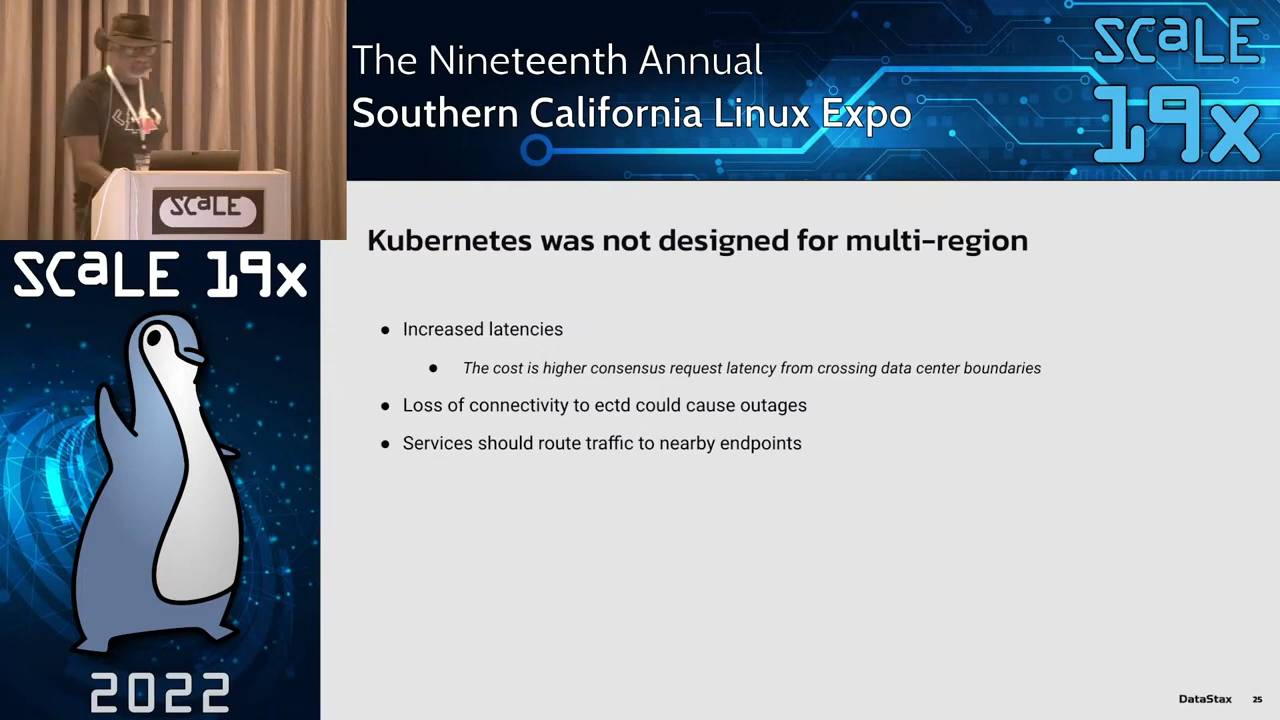 The Nineteenth Annual
Southern California Linux Expo
SCaLE
19x
SCaLE
SCaLE 19x
2022
Kubernetes was not designed for multi-region
● Increased latencies
● The cost is higher consensus request latency from crossing data center boundaries
● Loss of connectivity to ectd could cause outages
● Services should route traffic to nearby endpoints
DataStax 25